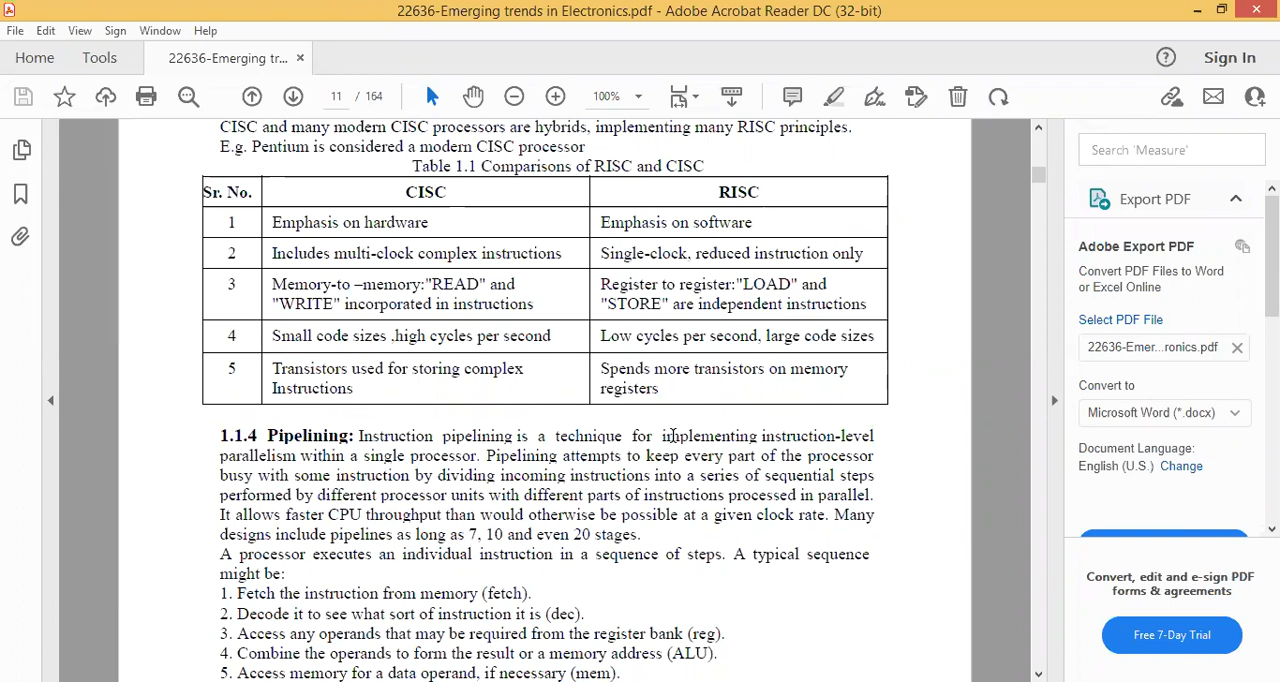 22636-Emerging trends in Electronics.pdf - Adobe Acrobat Reader DC (32-bit)
File Edit View Sign Window Help
Home Tools 22636-Emerging tr... × Sign In
11 / 164 100%
CISC and many modern CISC processors are hybrids, implementing many RISC principles.
E.g. Pentium is considered a modern CISC processor
Table 1.1 Comparisons of RISC and CISC
Sr. No. CISC RISC
1 Emphasis on hardware Emphasis on software
2 Includes multi-clock complex instructions Single-clock, reduced instruction only
3 Memory-to –memory:"READ" and Register to register:"LOAD" and
"WRITE" incorporated in instructions "STORE" are independent instructions
4 Small code sizes ,high cycles per second Low cycles per second, large code sizes
5 Transistors used for storing complex Spends more transistors on memory
Instructions registers
1.1.4 Pipelining: Instruction pipelining is a technique for implementing instruction-level
parallelism within a single processor. Pipelining attempts to keep every part of the processor
busy with some instruction by dividing incoming instructions into a series of sequential steps
performed by different processor units with different parts of instructions processed in parallel.
It allows faster CPU throughput than would otherwise be possible at a given clock rate. Many
designs include pipelines as long as 7, 10 and even 20 stages.
A processor executes an individual instruction in a sequence of steps. A typical sequence
might be:
1. Fetch the instruction from memory (fetch).
2. Decode it to see what sort of instruction it is (dec).
3. Access any operands that may be required from the register bank (reg).
4. Combine the operands to form the result or a memory address (ALU).
5. Access memory for a data operand, if necessary (mem).
Search 'Measure'
Export PDF
Adobe Export PDF
Convert PDF Files to Word
or Excel Online
Select PDF File
22636-Emer...ronics.pdf
Convert to
Microsoft Word (*.docx)
Document Language:
English (U.S.) Change
Convert, edit and e-sign PDF
forms & agreements
Free 7-Day Trial